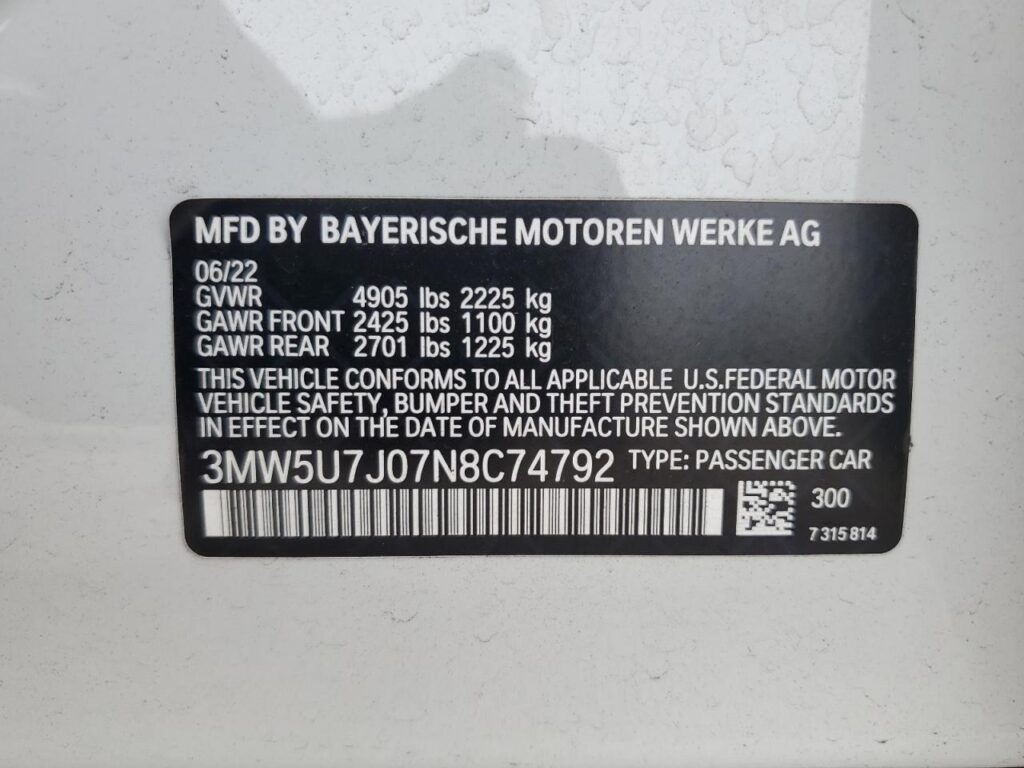 MFD BY BAYERISCHE MOTOREN WERKE AG
06/22
GVWR 4905 lbs 2225 kg
GAWR FRONT 2425 lbs 1100 kg
GAWR REAR 2701 lbs 1225 kg
THIS VEHICLE CONFORMS TO ALL APPLICABLE U.S.FEDERAL MOTOR
VEHICLE SAFETY, BUMPER AND THEFT PREVENTION STANDARDS
IN EFFECT ON THE DATE OF MANUFACTURE SHOWN ABOVE.
3MW5U7J07N8C74792 TYPE: PASSENGER CAR
300
7 315 814